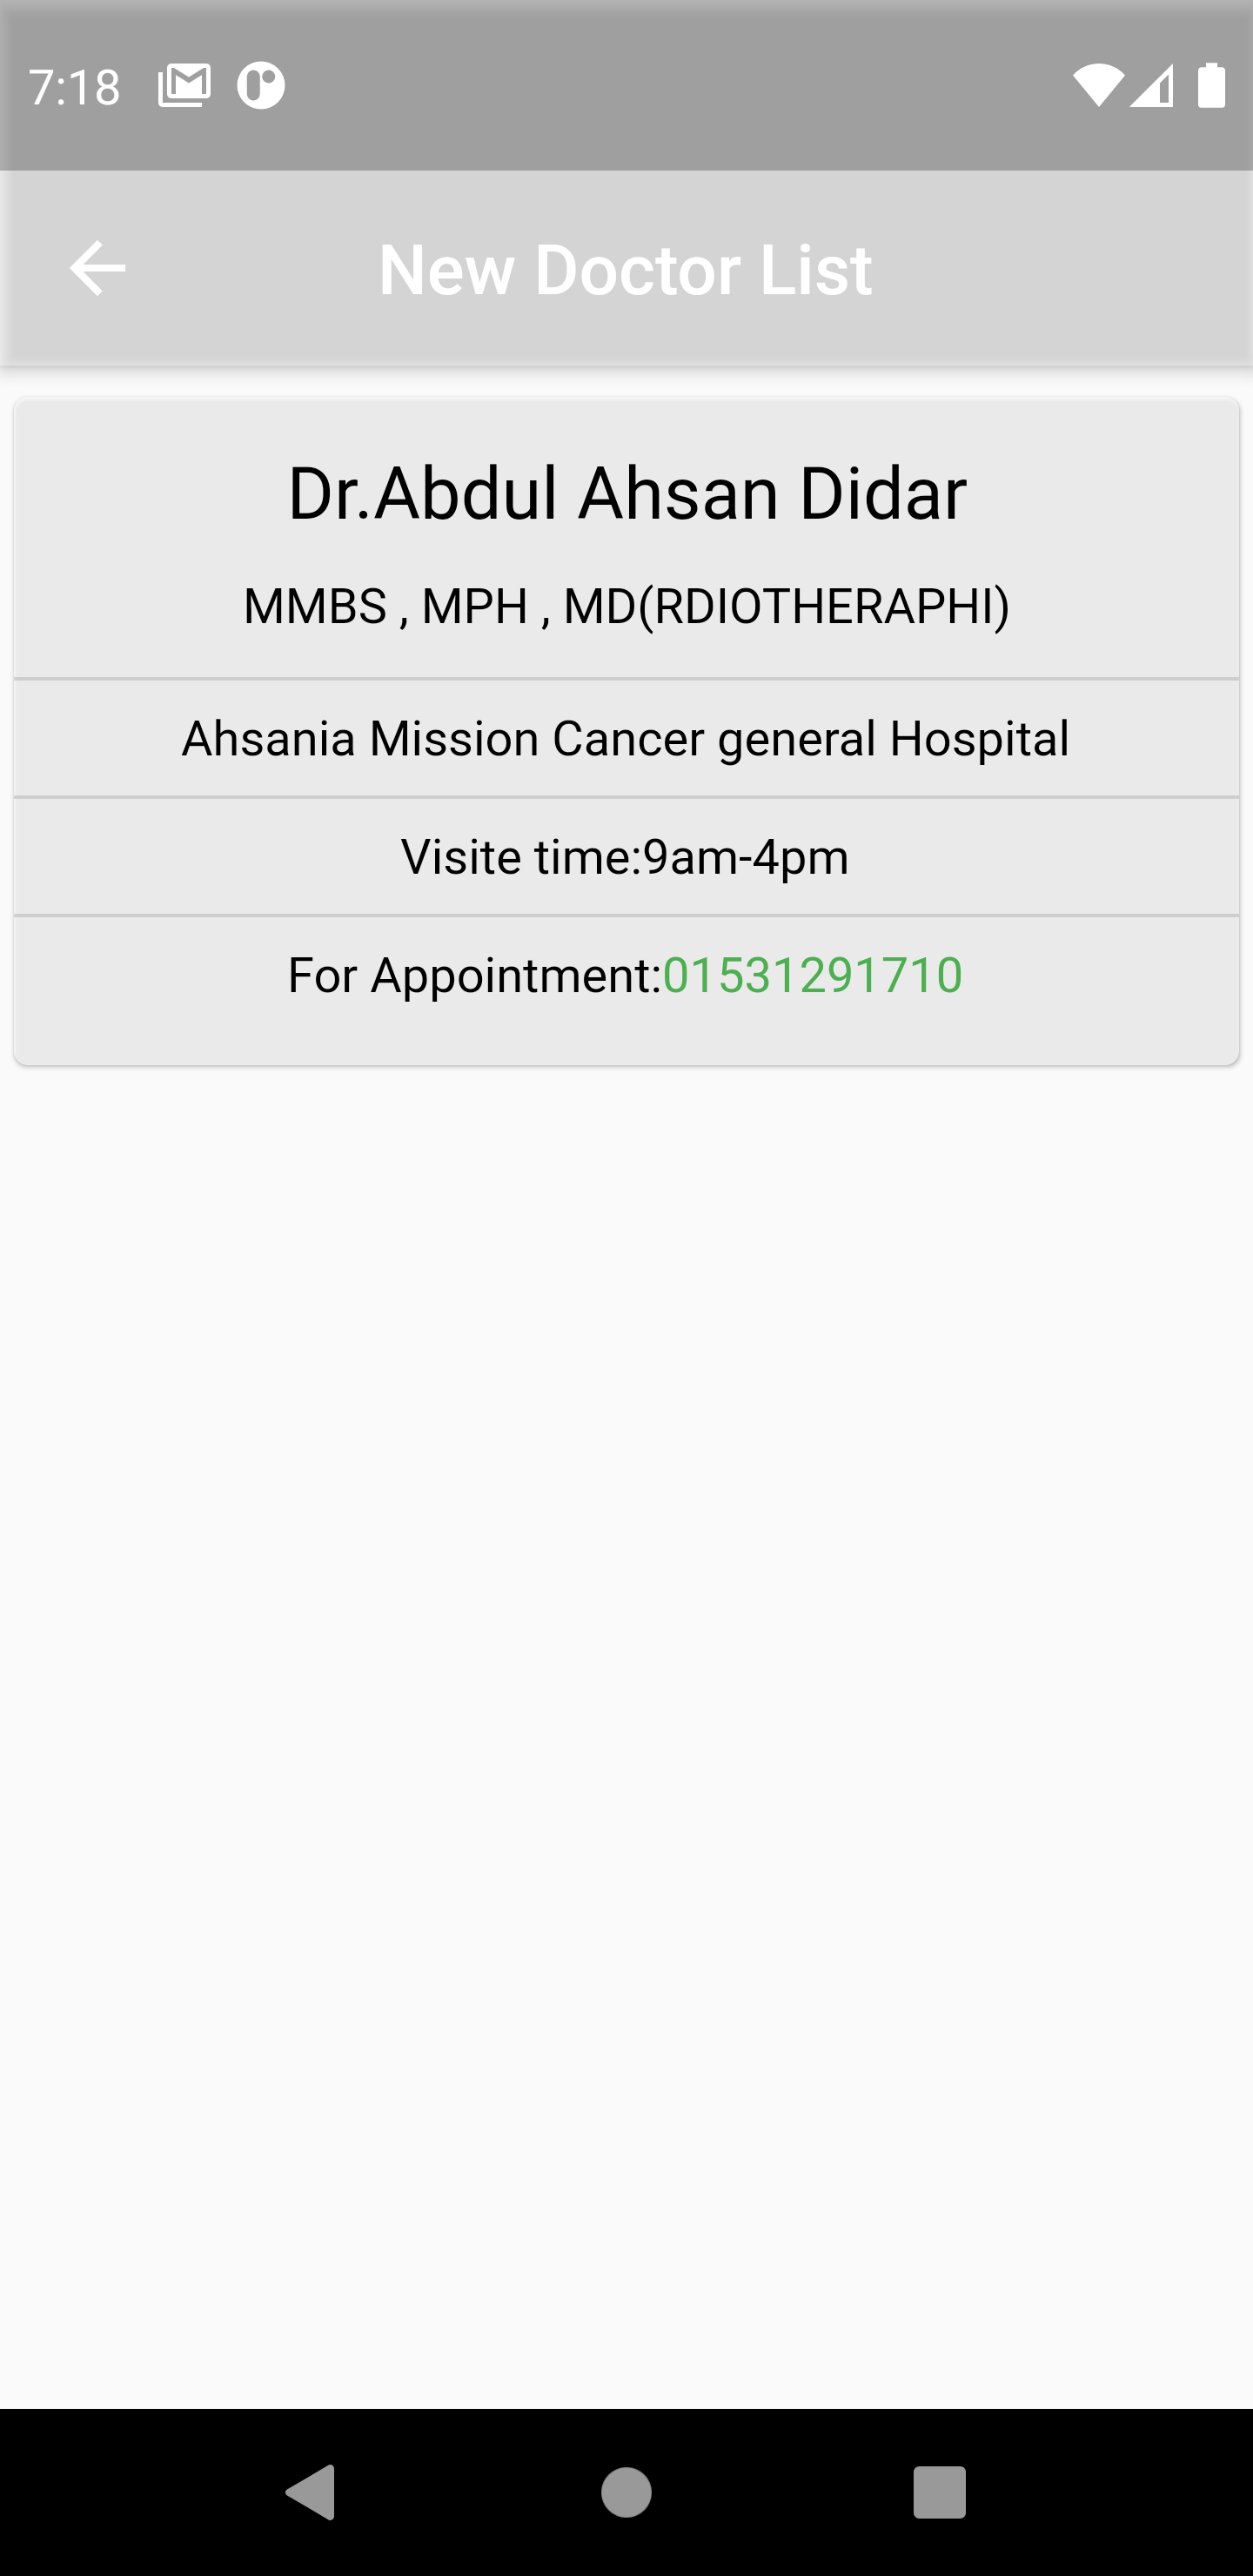 7:18
New Doctor List
Dr.Abdul Ahsan Didar
MMBS , MPH , MD(RDIOTHERAPHI)
Ahsania Mission Cancer general Hospital
Visite time:9am-4pm
For Appointment:01531291710